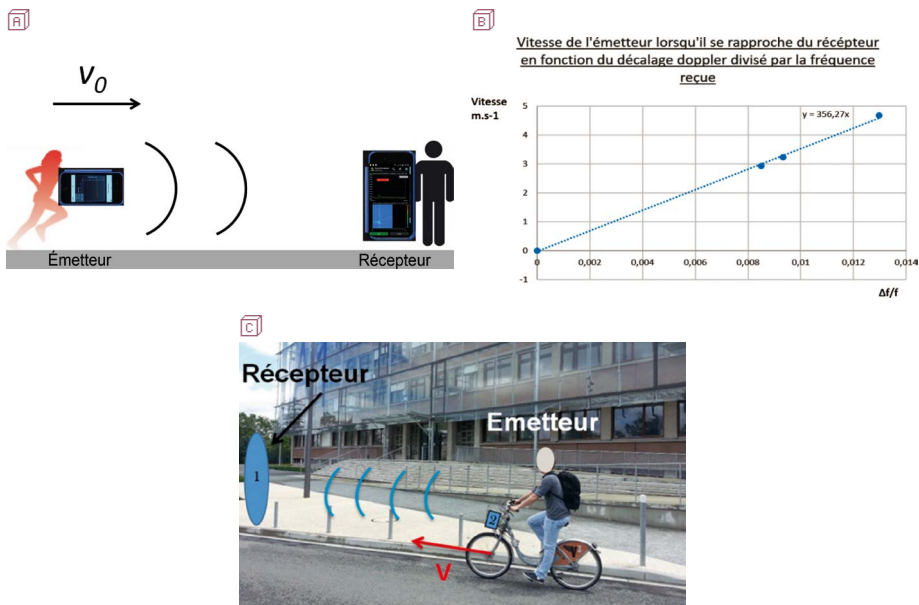 A
V0
Émetteur
Récepteur
B
Vitesse de l'émetteur lorsqu'il se rapproche du récépteur
en fonction du décalage doppler divisé par la fréquence
reçue
Vitesse
m.s-1
y = 356,27x
5
4
3
2
1
0
-1
0
0,002
0,004
0,006
0,008
0,01
0,012
0,014
Δf/f
C
Récepteur
1
Emetteur
2
V